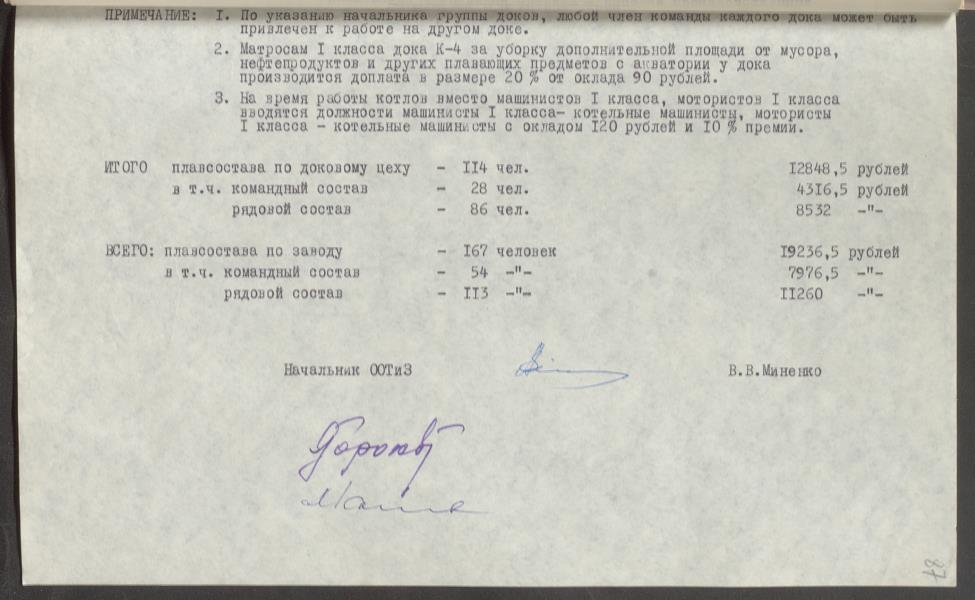 ПРИМЕЧАНИЕ: I. По указанию начальника группы доков, любой член команды каждого дока может быть
привлечен к работе на другом доке.
2. Матросам I класса дока К-4 за уборку дополнительной площади от мусора,
нефтепродуктов и других плавающих предметов с акватории у дока
производится доплата в размере 20 % от оклада 90 рублей.
3. На время работы котлов вместо машинистов I класса, мотористов I класса
вводятся должности машинисты I класса- котельные машинисты, мотористы
I класса - котельные машинисты с окладом I20 рублей и I0 % премии.
ИТОГО плавсостава по доковому цеху - II4 чел. I2848,5 рублей
в т.ч. командный состав - 28 чел. 43I6,5 рублей
рядовой состав - 86 чел. 8532 -"-
ВСЕГО: плавсостава по заводу - I67 человек I9236,5 рублей
в т.ч. командный состав - 54 -"- 7976,5 -"-
рядовой состав - II3 -"- II260 -"-
Начальник ООТиЗ В.В.Миненко
87